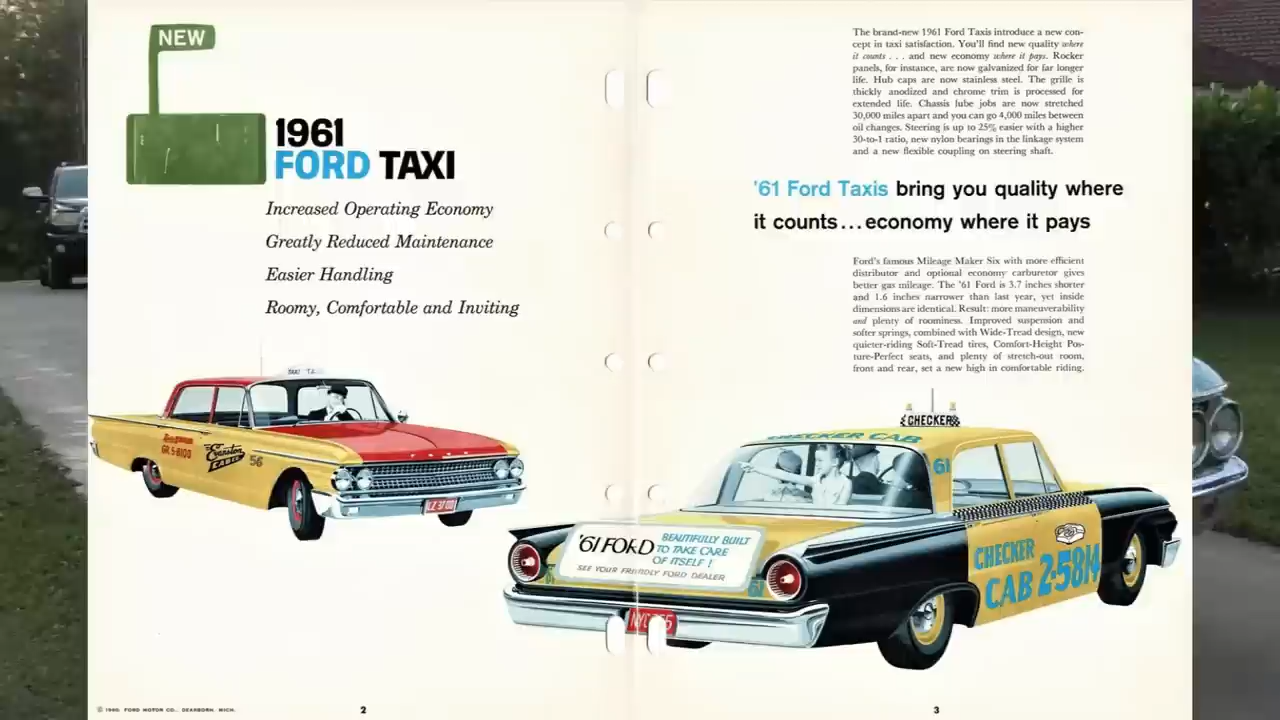 NEW
1961
FORD TAXI
Increased Operating Economy
Greatly Reduced Maintenance
Easier Handling
Roomy, Comfortable and Inviting
GR. 5-8100
Evanston
CABS
56
© 1960. FORD MOTOR CO., DEARBORN, MICH.
2
The brand-new 1961 Ford Taxis introduce a new con-
cept in taxi satisfaction. You'll find new quality where
it counts . . . and new economy where it pays. Rocker
panels, for instance, are now galvanized for far longer
life. Hub caps are now stainless steel. The grille is
thickly anodized and chrome trim is processed for
extended life. Chassis lube jobs are now stretched
30,000 miles apart and you can go 4,000 miles between
oil changes. Steering is up to 25% easier with a higher
30-to-1 ratio, new nylon bearings in the linkage system
and a new flexible coupling on steering shaft.
'61 Ford Taxis bring you quality where
it counts...economy where it pays
Ford's famous Mileage Maker Six with more efficient
distributor and optional economy carburetor gives
better gas mileage. The '61 Ford is 3.7 inches shorter
and 1.6 inches narrower than last year, yet inside
dimensions are identical. Result: more maneuverability
and plenty of roominess. Improved suspension and
softer springs, combined with Wide-Tread design, new
quieter-riding Soft-Tread tires, Comfort-Height Pos-
ture-Perfect seats, and plenty of stretch-out room,
front and rear, set a new high in comfortable riding.
CHECKER
CHECKER CAB
61
'61 FORD
BEAUTIFULLY BUILT
TO TAKE CARE
OF ITSELF!
SEE YOUR FRIENDLY FORD DEALER
61
CHECKER
CAB 2-5814
3